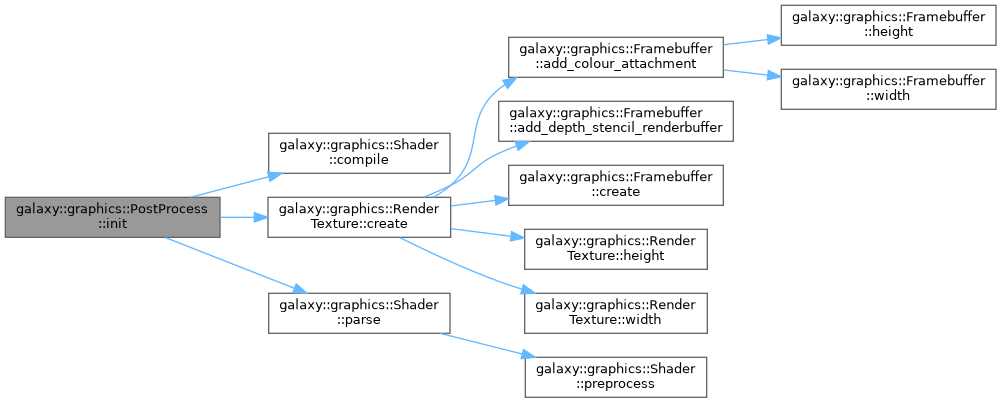 galaxy::graphics::PostProcess
::init
galaxy::graphics::Shader
::compile
galaxy::graphics::Render
Texture::create
galaxy::graphics::Shader
::parse
galaxy::graphics::Framebuffer
::add_colour_attachment
galaxy::graphics::Framebuffer
::add_depth_stencil_renderbuffer
galaxy::graphics::Framebuffer
::create
galaxy::graphics::Render
Texture::height
galaxy::graphics::Render
Texture::width
galaxy::graphics::Shader
::preprocess
galaxy::graphics::Framebuffer
::height
galaxy::graphics::Framebuffer
::width